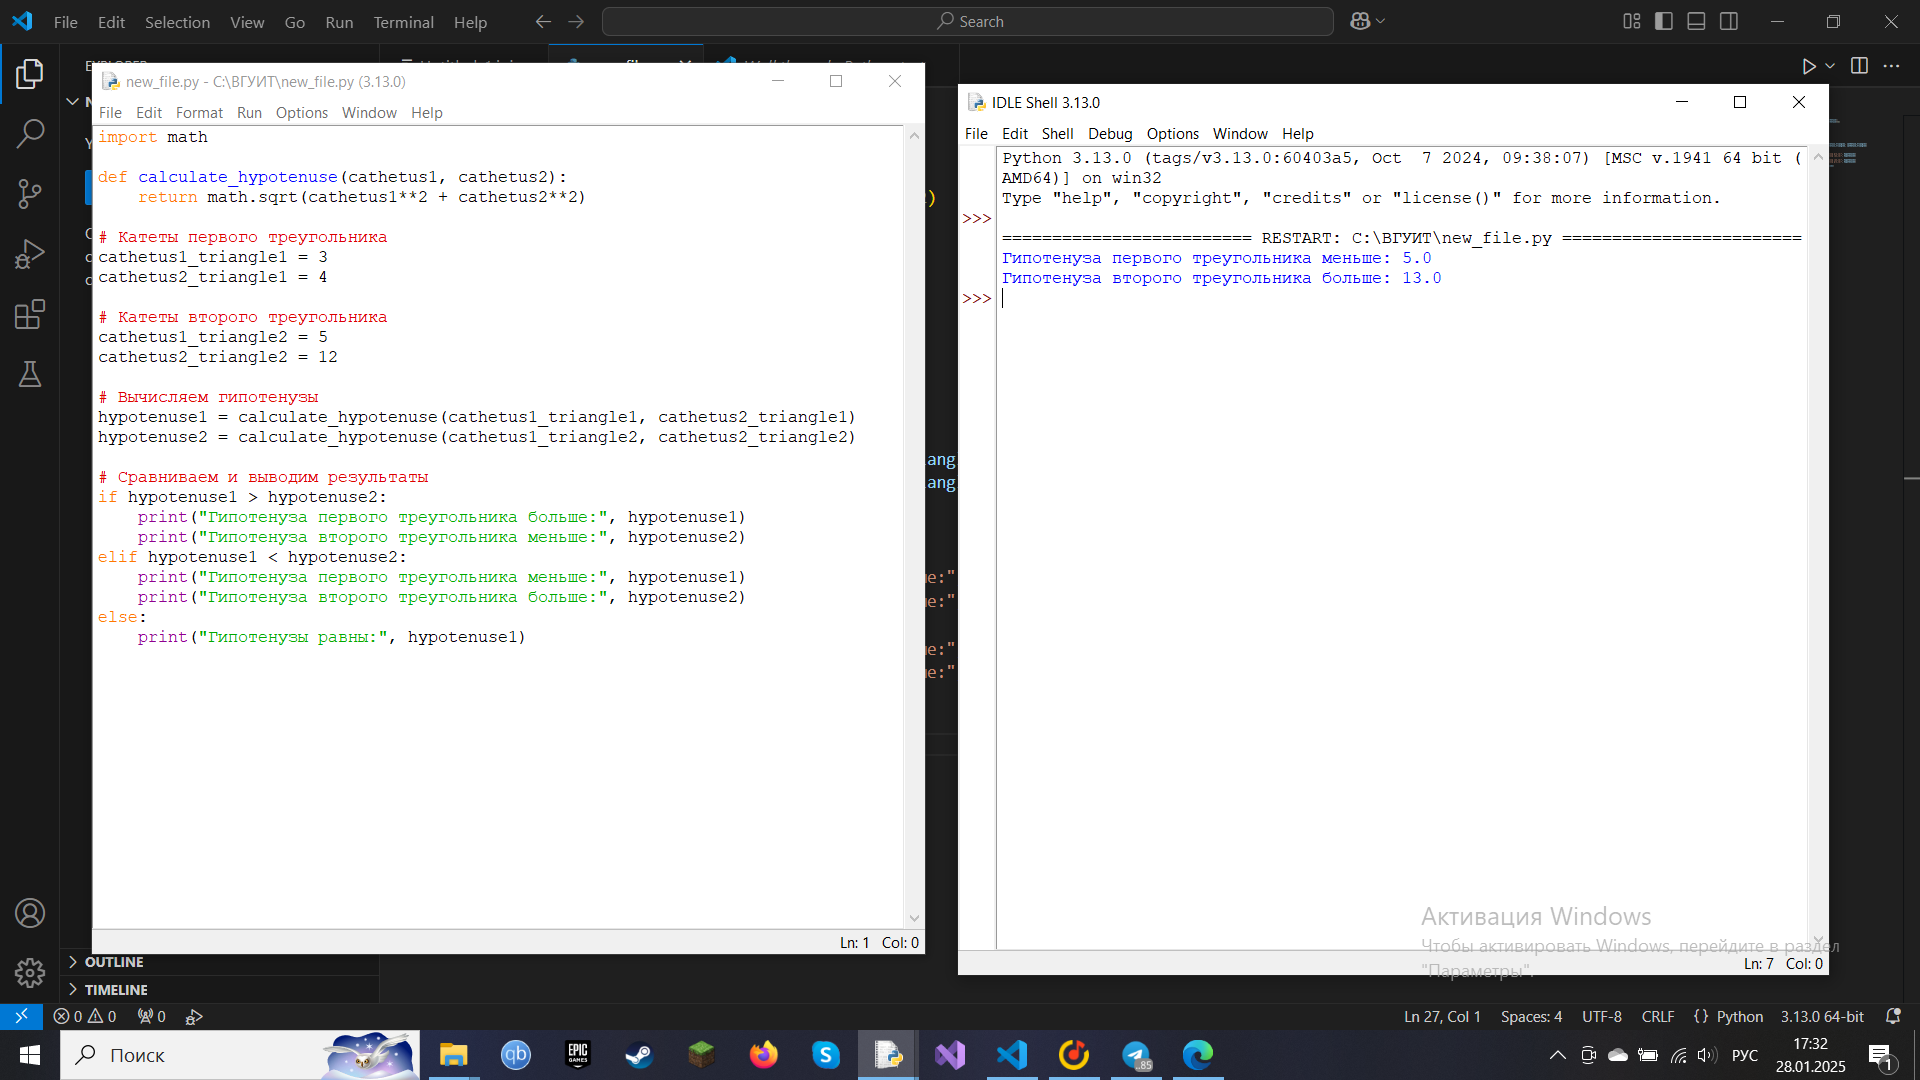 File Edit Selection View Go Run Terminal Help
Search
new_file.py - C:\ВГУИТ\new_file.py (3.13.0)
File Edit Format Run Options Window Help
import math
def calculate_hypotenuse(cathetus1, cathetus2):
return math.sqrt(cathetus1**2 + cathetus2**2)
# Катеты первого треугольника
cathetus1_triangle1 = 3
cathetus2_triangle1 = 4
# Катеты второго треугольника
cathetus1_triangle2 = 5
cathetus2_triangle2 = 12
# Вычисляем гипотенузы
hypotenuse1 = calculate_hypotenuse(cathetus1_triangle1, cathetus2_triangle1)
hypotenuse2 = calculate_hypotenuse(cathetus1_triangle2, cathetus2_triangle2)
# Сравниваем и выводим результаты
if hypotenuse1 > hypotenuse2:
print("Гипотенуза первого треугольника больше:", hypotenuse1)
print("Гипотенуза второго треугольника меньше:", hypotenuse2)
elif hypotenuse1 < hypotenuse2:
print("Гипотенуза первого треугольника меньше:", hypotenuse1)
print("Гипотенуза второго треугольника больше:", hypotenuse2)
else:
print("Гипотенузы равны:", hypotenuse1)
Ln: 1 Col: 0
IDLE Shell 3.13.0
File Edit Shell Debug Options Window Help
Python 3.13.0 (tags/v3.13.0:60403a5, Oct  7 2024, 09:38:07) [MSC v.1941 64 bit (
AMD64)] on win32
Type "help", "copyright", "credits" or "license()" for more information.
>>>
========================= RESTART: C:\ВГУИТ\new_file.py ========================
Гипотенуза первого треугольника меньше: 5.0
Гипотенуза второго треугольника больше: 13.0
>>>
Активация Windows
Чтобы активировать Windows, перейдите в раздел
"Параметры".
Ln: 7 Col: 0
OUTLINE
TIMELINE
0 0 0
Ln 27, Col 1 Spaces: 4 UTF-8 CRLF {} Python 3.13.0 64-bit
Поиск
qb
EPIC GAMES
85
РУС
17:32
28.01.2025
1